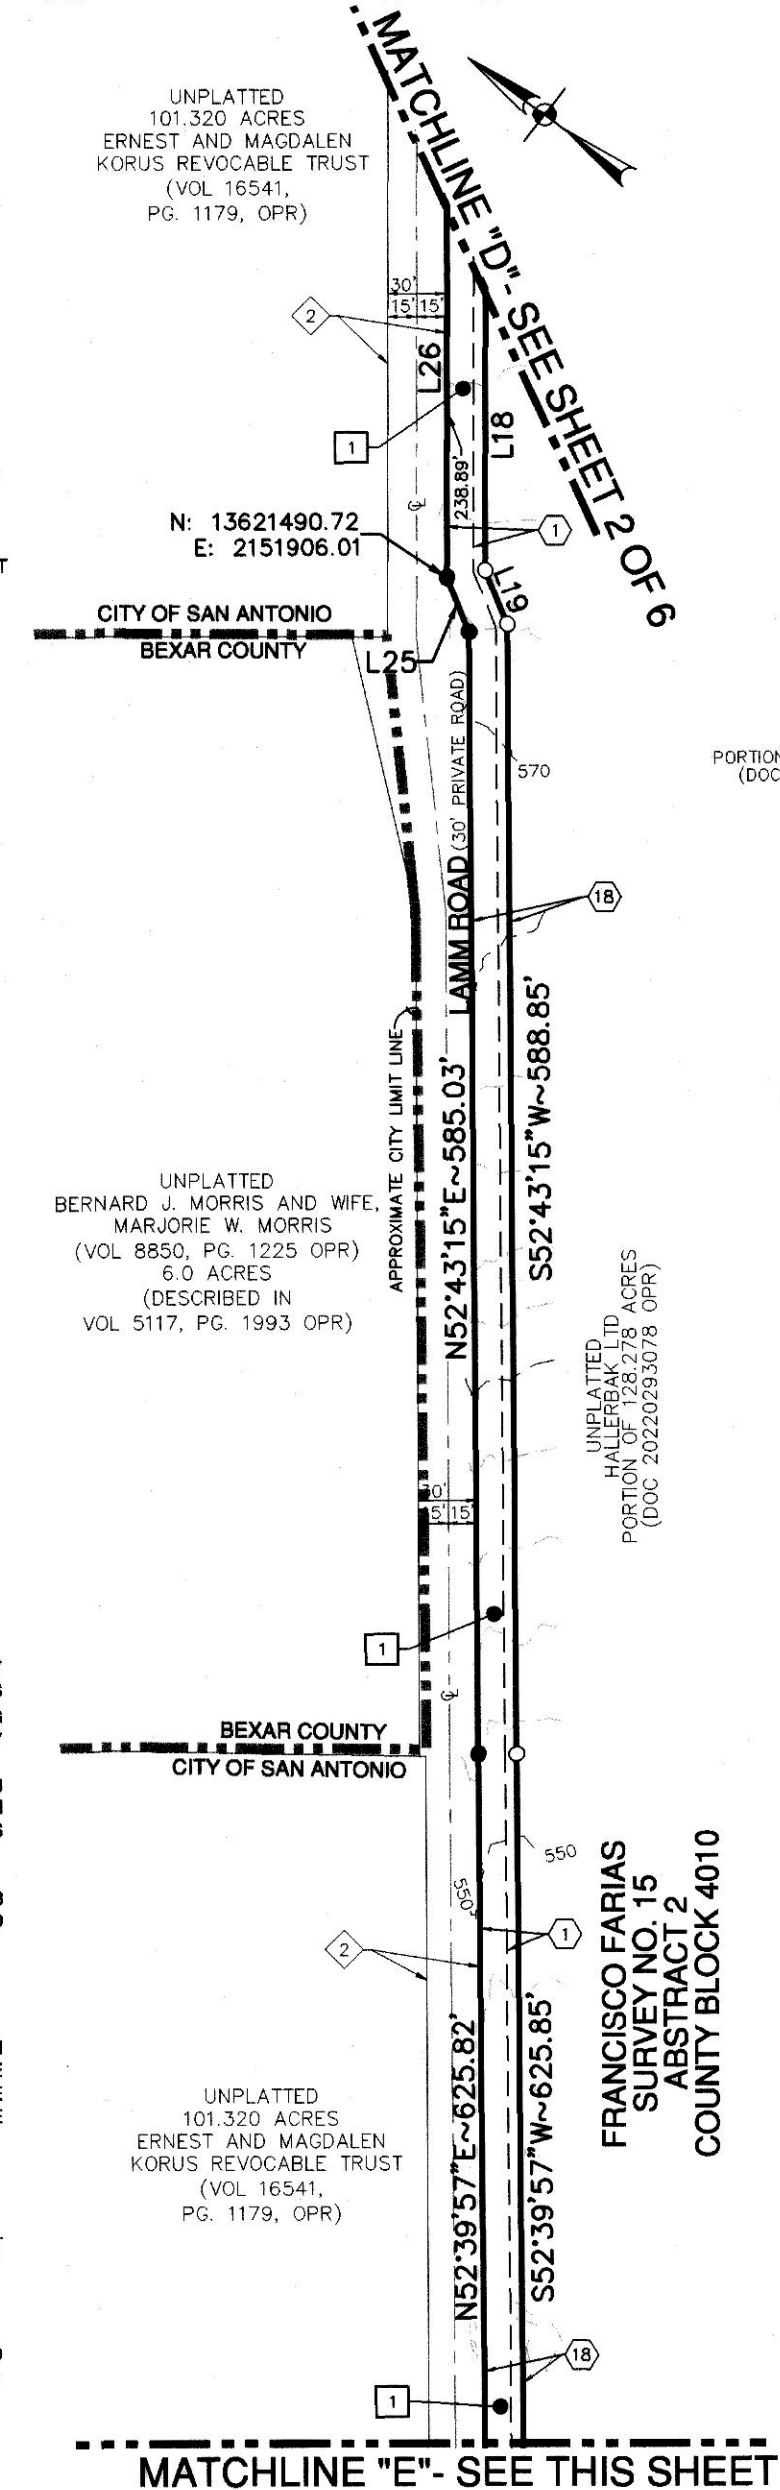 MATCHLINE "D"- SEE SHEET 2 OF 6
UNPLATTED
101.320 ACRES
ERNEST AND MAGDALEN
KORUS REVOCABLE TRUST
(VOL 16541,
PG. 1179, OPR)
30'
15' 15'
2
L26
1
L18
238.89'
N: 13621490.72
E: 2151906.01
1
L19
CITY OF SAN ANTONIO
BEXAR COUNTY
L25
LAMM ROAD (30' PRIVATE ROAD)
570
PORTION
(DOC
18
APPROXIMATE CITY LIMIT LINE
N52°43'15"E~585.03'
S52°43'15"W~588.85'
UNPLATTED
BERNARD J. MORRIS AND WIFE,
MARJORIE W. MORRIS
(VOL 8850, PG. 1225 OPR)
6.0 ACRES
(DESCRIBED IN
VOL 5117, PG. 1993 OPR)
UNPLATTED
HALLERBAK LTD
PORTION OF 128.278 ACRES
(DOC 20220293078 OPR)
15'
1
BEXAR COUNTY
CITY OF SAN ANTONIO
550
550
2
1
FRANCISCO FARIAS
SURVEY NO. 15
ABSTRACT 2
COUNTY BLOCK 4010
N52°39'57"E~625.82'
S52°39'57"W~625.85'
UNPLATTED
101.320 ACRES
ERNEST AND MAGDALEN
KORUS REVOCABLE TRUST
(VOL 16541,
PG. 1179, OPR)
18
1
MATCHLINE "E"- SEE THIS SHEET